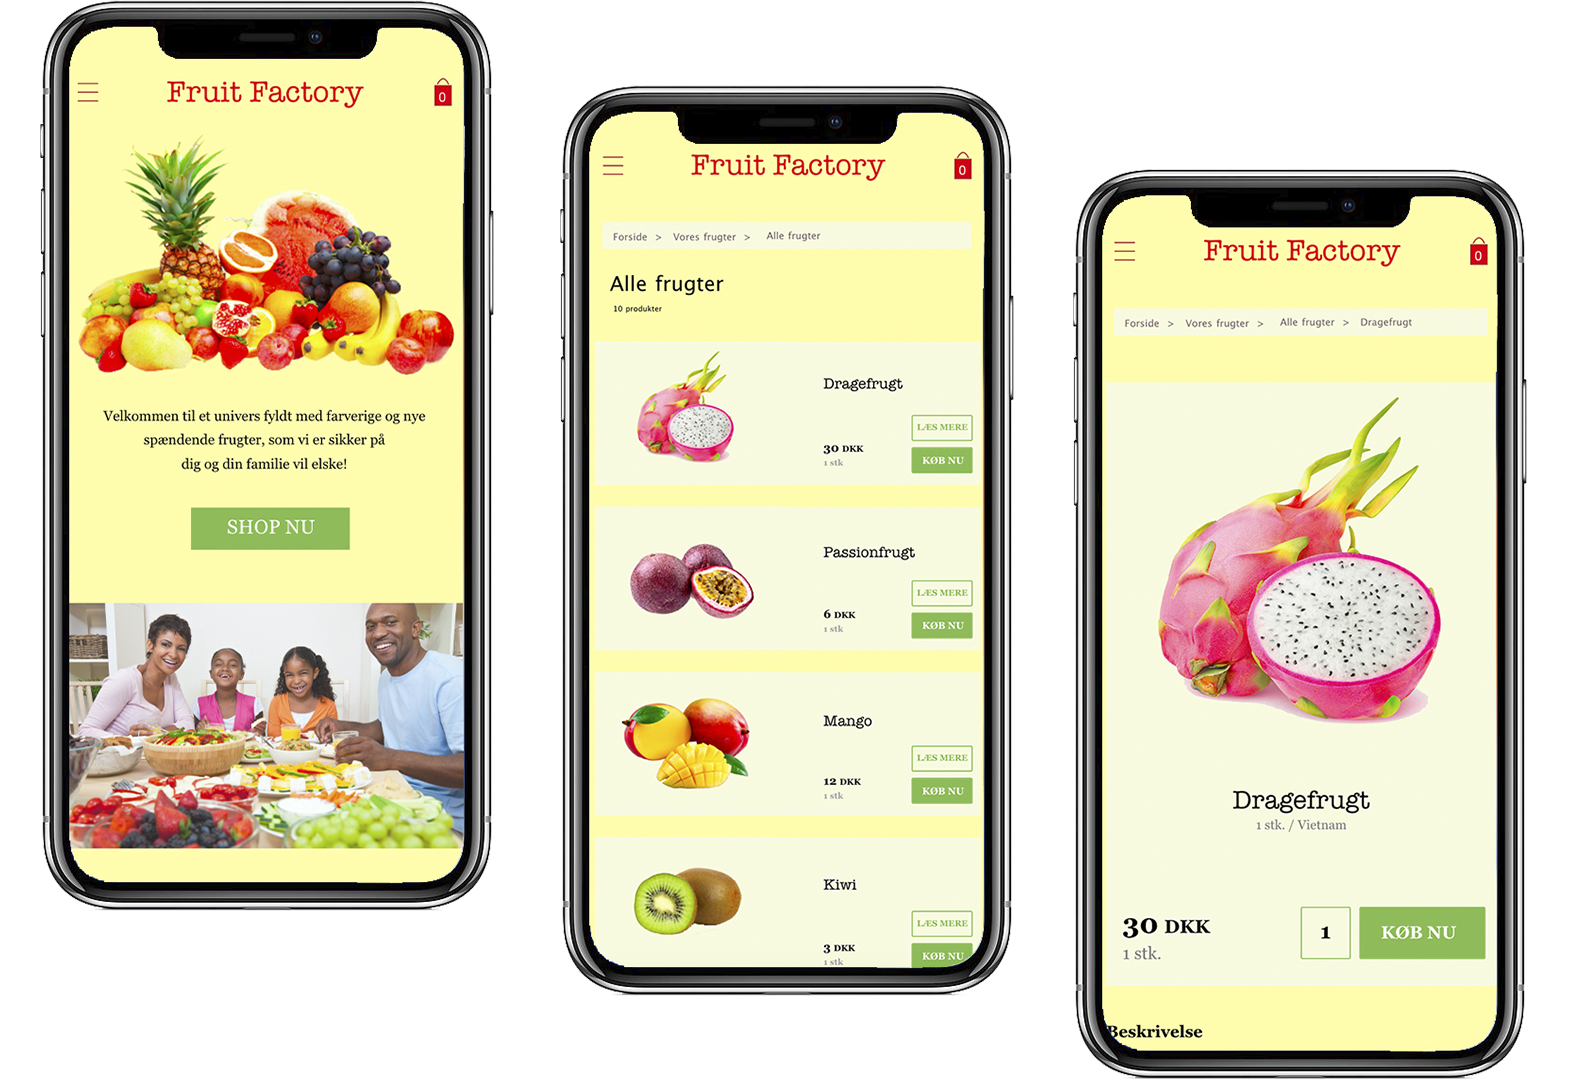 Fruit Factory
0
Velkommen til et univers fyldt med farverige og nye
spændende frugter, som vi er sikker på
dig og din familie vil elske!
SHOP NU
Fruit Factory
0
Forside > Vores frugter > Alle frugter
Alle frugter
10 produkter
Dragefrugt
LÆS MERE
30 DKK
1 stk
KØB NU
Passionfrugt
LÆS MERE
6 DKK
1 stk
KØB NU
Mango
LÆS MERE
12 DKK
1 stk
KØB NU
Kiwi
LÆS MERE
3 DKK
1 stk
KØB NU
Fruit Factory
0
Forside > Vores frugter > Alle frugter > Dragefrugt
Dragefrugt
1 stk. / Vietnam
30 DKK
1 stk.
1
KØB NU
Beskrivelse